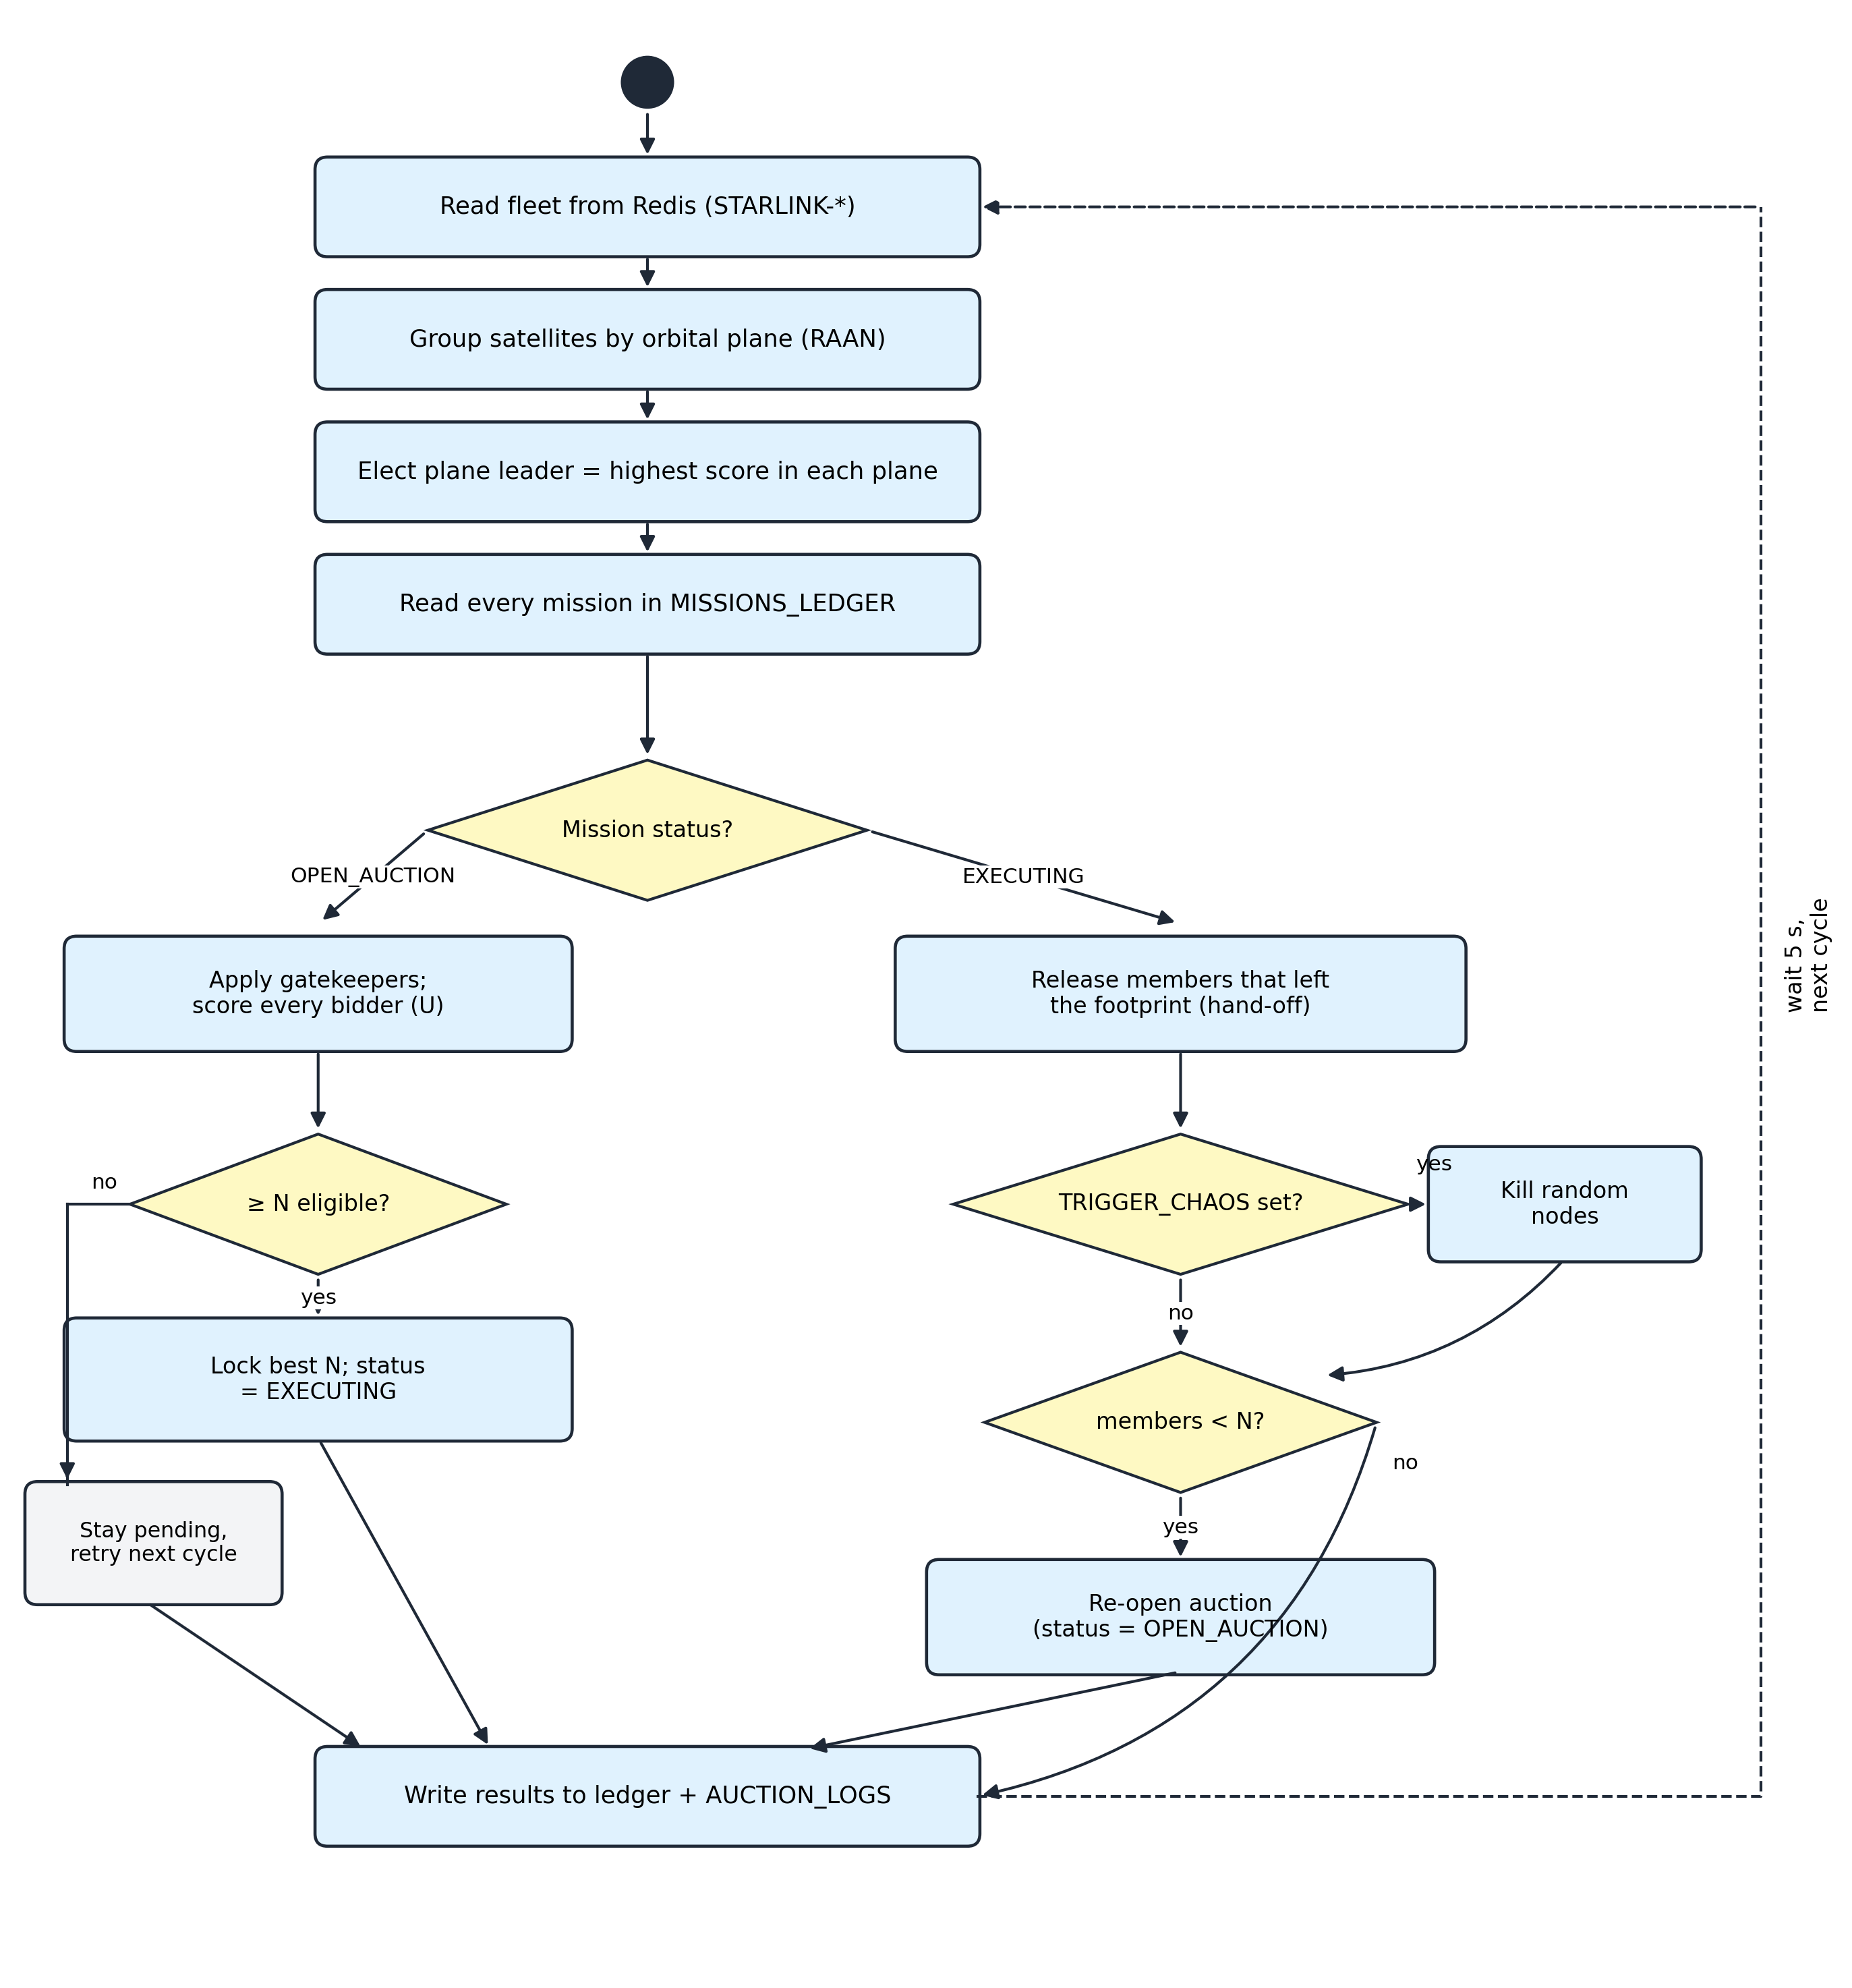 Read fleet from Redis (STARLINK-*)
Group satellites by orbital plane (RAAN)
Elect plane leader = highest score in each plane
Read every mission in MISSIONS_LEDGER
Mission status?
OPEN_AUCTION
EXECUTING
wait 5 s,
next cycle
Apply gatekeepers;
score every bidder (U)
Release members that left
the footprint (hand-off)
no
≥ N eligible?
TRIGGER_CHAOS set?
yes
Kill random
nodes
yes
no
Lock best N; status
= EXECUTING
members < N?
no
Stay pending,
retry next cycle
yes
Re-open auction
(status = OPEN_AUCTION)
Write results to ledger + AUCTION_LOGS